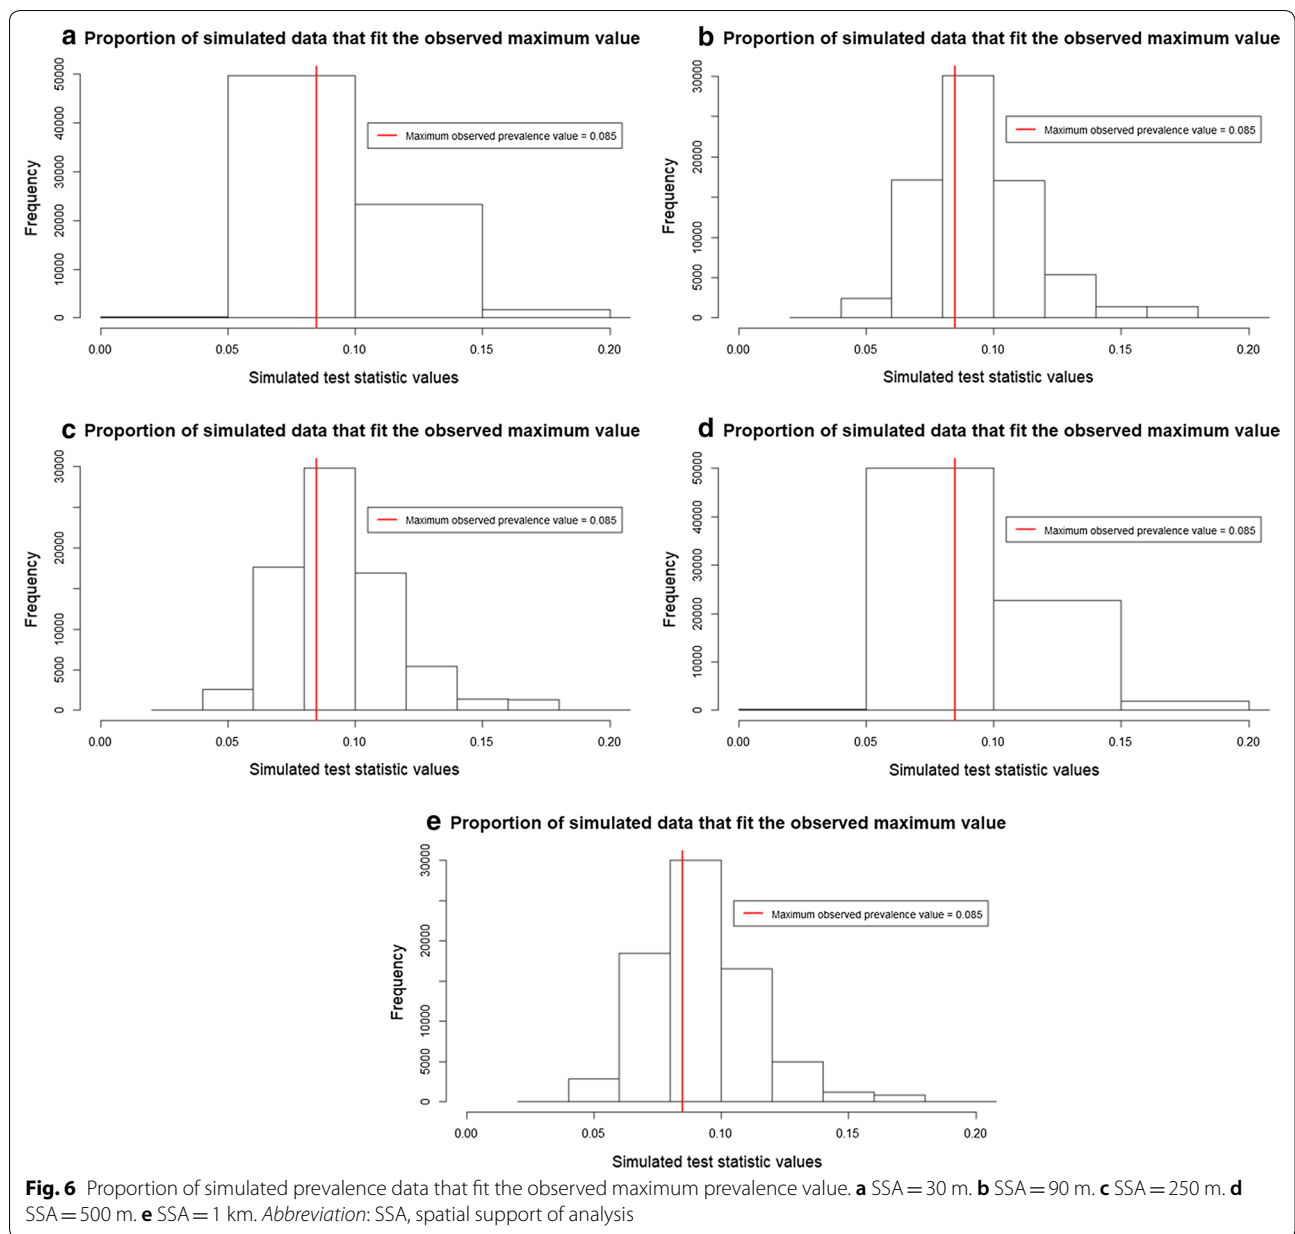 a Proportion of simulated data that fit the observed maximum value
50000
40000
30000
20000
10000
0
Frequency
Maximum observed prevalence value = 0.085
0.00 0.05 0.10 0.15 0.20
Simulated test statistic values
b Proportion of simulated data that fit the observed maximum value
30000
20000
10000
5000
0
Frequency
Maximum observed prevalence value = 0.085
0.00 0.05 0.10 0.15 0.20
Simulated test statistic values
c Proportion of simulated data that fit the observed maximum value
30000
20000
10000
5000
0
Frequency
Maximum observed prevalence value = 0.085
0.00 0.05 0.10 0.15 0.20
Simulated test statistic values
d Proportion of simulated data that fit the observed maximum value
50000
40000
30000
20000
10000
0
Frequency
Maximum observed prevalence value = 0.085
0.00 0.05 0.10 0.15 0.20
Simulated test statistic values
e Proportion of simulated data that fit the observed maximum value
30000
20000
10000
5000
0
Frequency
Maximum observed prevalence value = 0.085
0.00 0.05 0.10 0.15 0.20
Simulated test statistic values
Fig. 6 Proportion of simulated prevalence data that fit the observed maximum prevalence value. a SSA = 30 m. b SSA = 90 m. c SSA = 250 m. d
SSA = 500 m. e SSA = 1 km. Abbreviation: SSA, spatial support of analysis